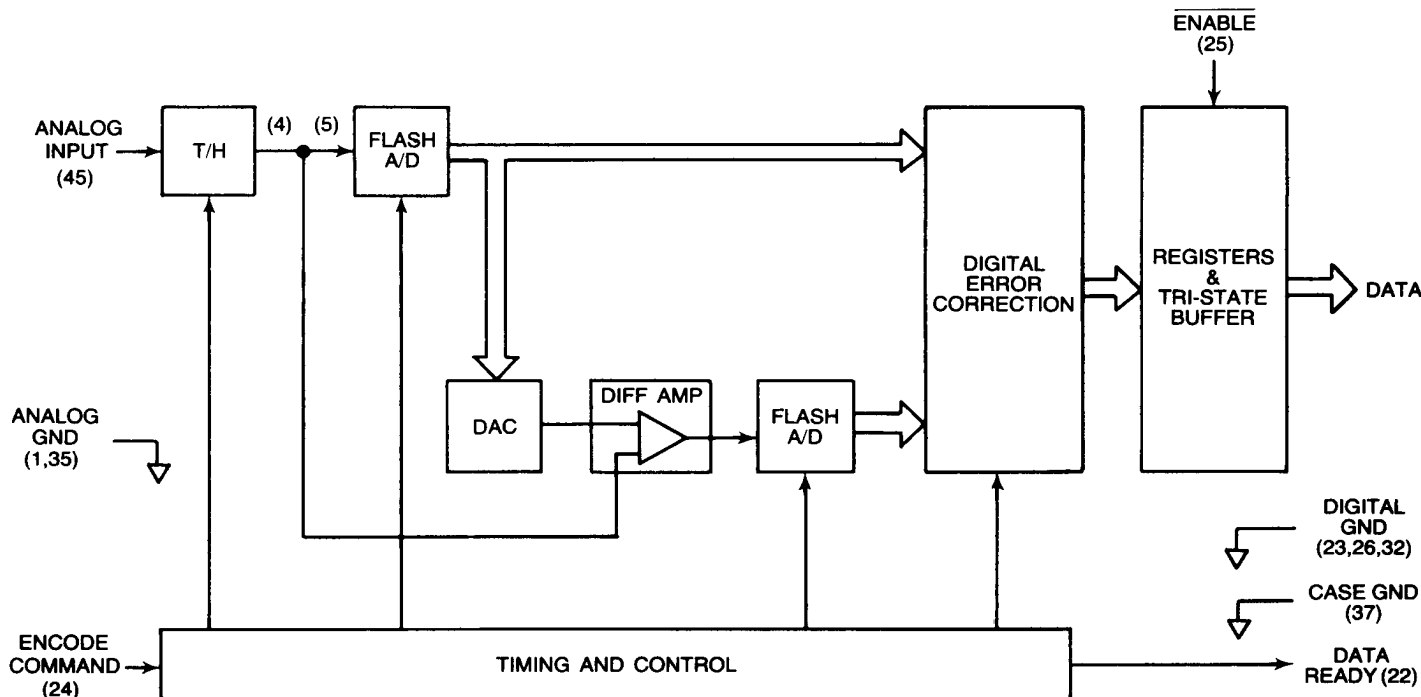 ENABLE
(25)
ANALOG
INPUT
(45)
T/H
(4)
(5)
FLASH
A/D
DIGITAL
ERROR
CORRECTION
REGISTERS
&
TRI-STATE
BUFFER
DATA
ANALOG
GND
(1,35)
DAC
DIFF AMP
FLASH
A/D
DIGITAL
GND
(23,26,32)
CASE GND
(37)
ENCODE
COMMAND
(24)
TIMING AND CONTROL
DATA
READY (22)